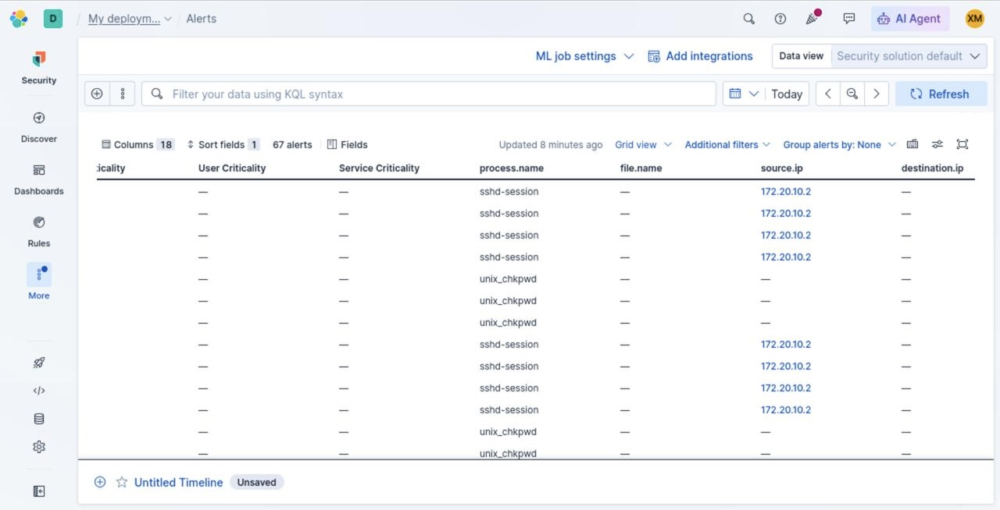 D / My deploym... Alerts AI Agent XM
ML job settings Add integrations Data view Security solution default
Filter your data using KQL syntax Today Refresh
Security
Discover
Dashboards
Rules
More
Columns 18 Sort fields 1 67 alerts Fields Updated 8 minutes ago Grid view Additional filters Group alerts by: None
:icality User Criticality Service Criticality process.name file.name source.ip destination.ip
— — sshd-session — 172.20.10.2 —
— — sshd-session — 172.20.10.2 —
— — sshd-session — 172.20.10.2 —
— — sshd-session — 172.20.10.2 —
— — unix_chkpwd — — —
— — unix_chkpwd — — —
— — unix_chkpwd — — —
— — sshd-session — 172.20.10.2 —
— — sshd-session — 172.20.10.2 —
— — sshd-session — 172.20.10.2 —
— — sshd-session — 172.20.10.2 —
— — unix_chkpwd — — —
— — unix_chkpwd — — —
Untitled Timeline Unsaved